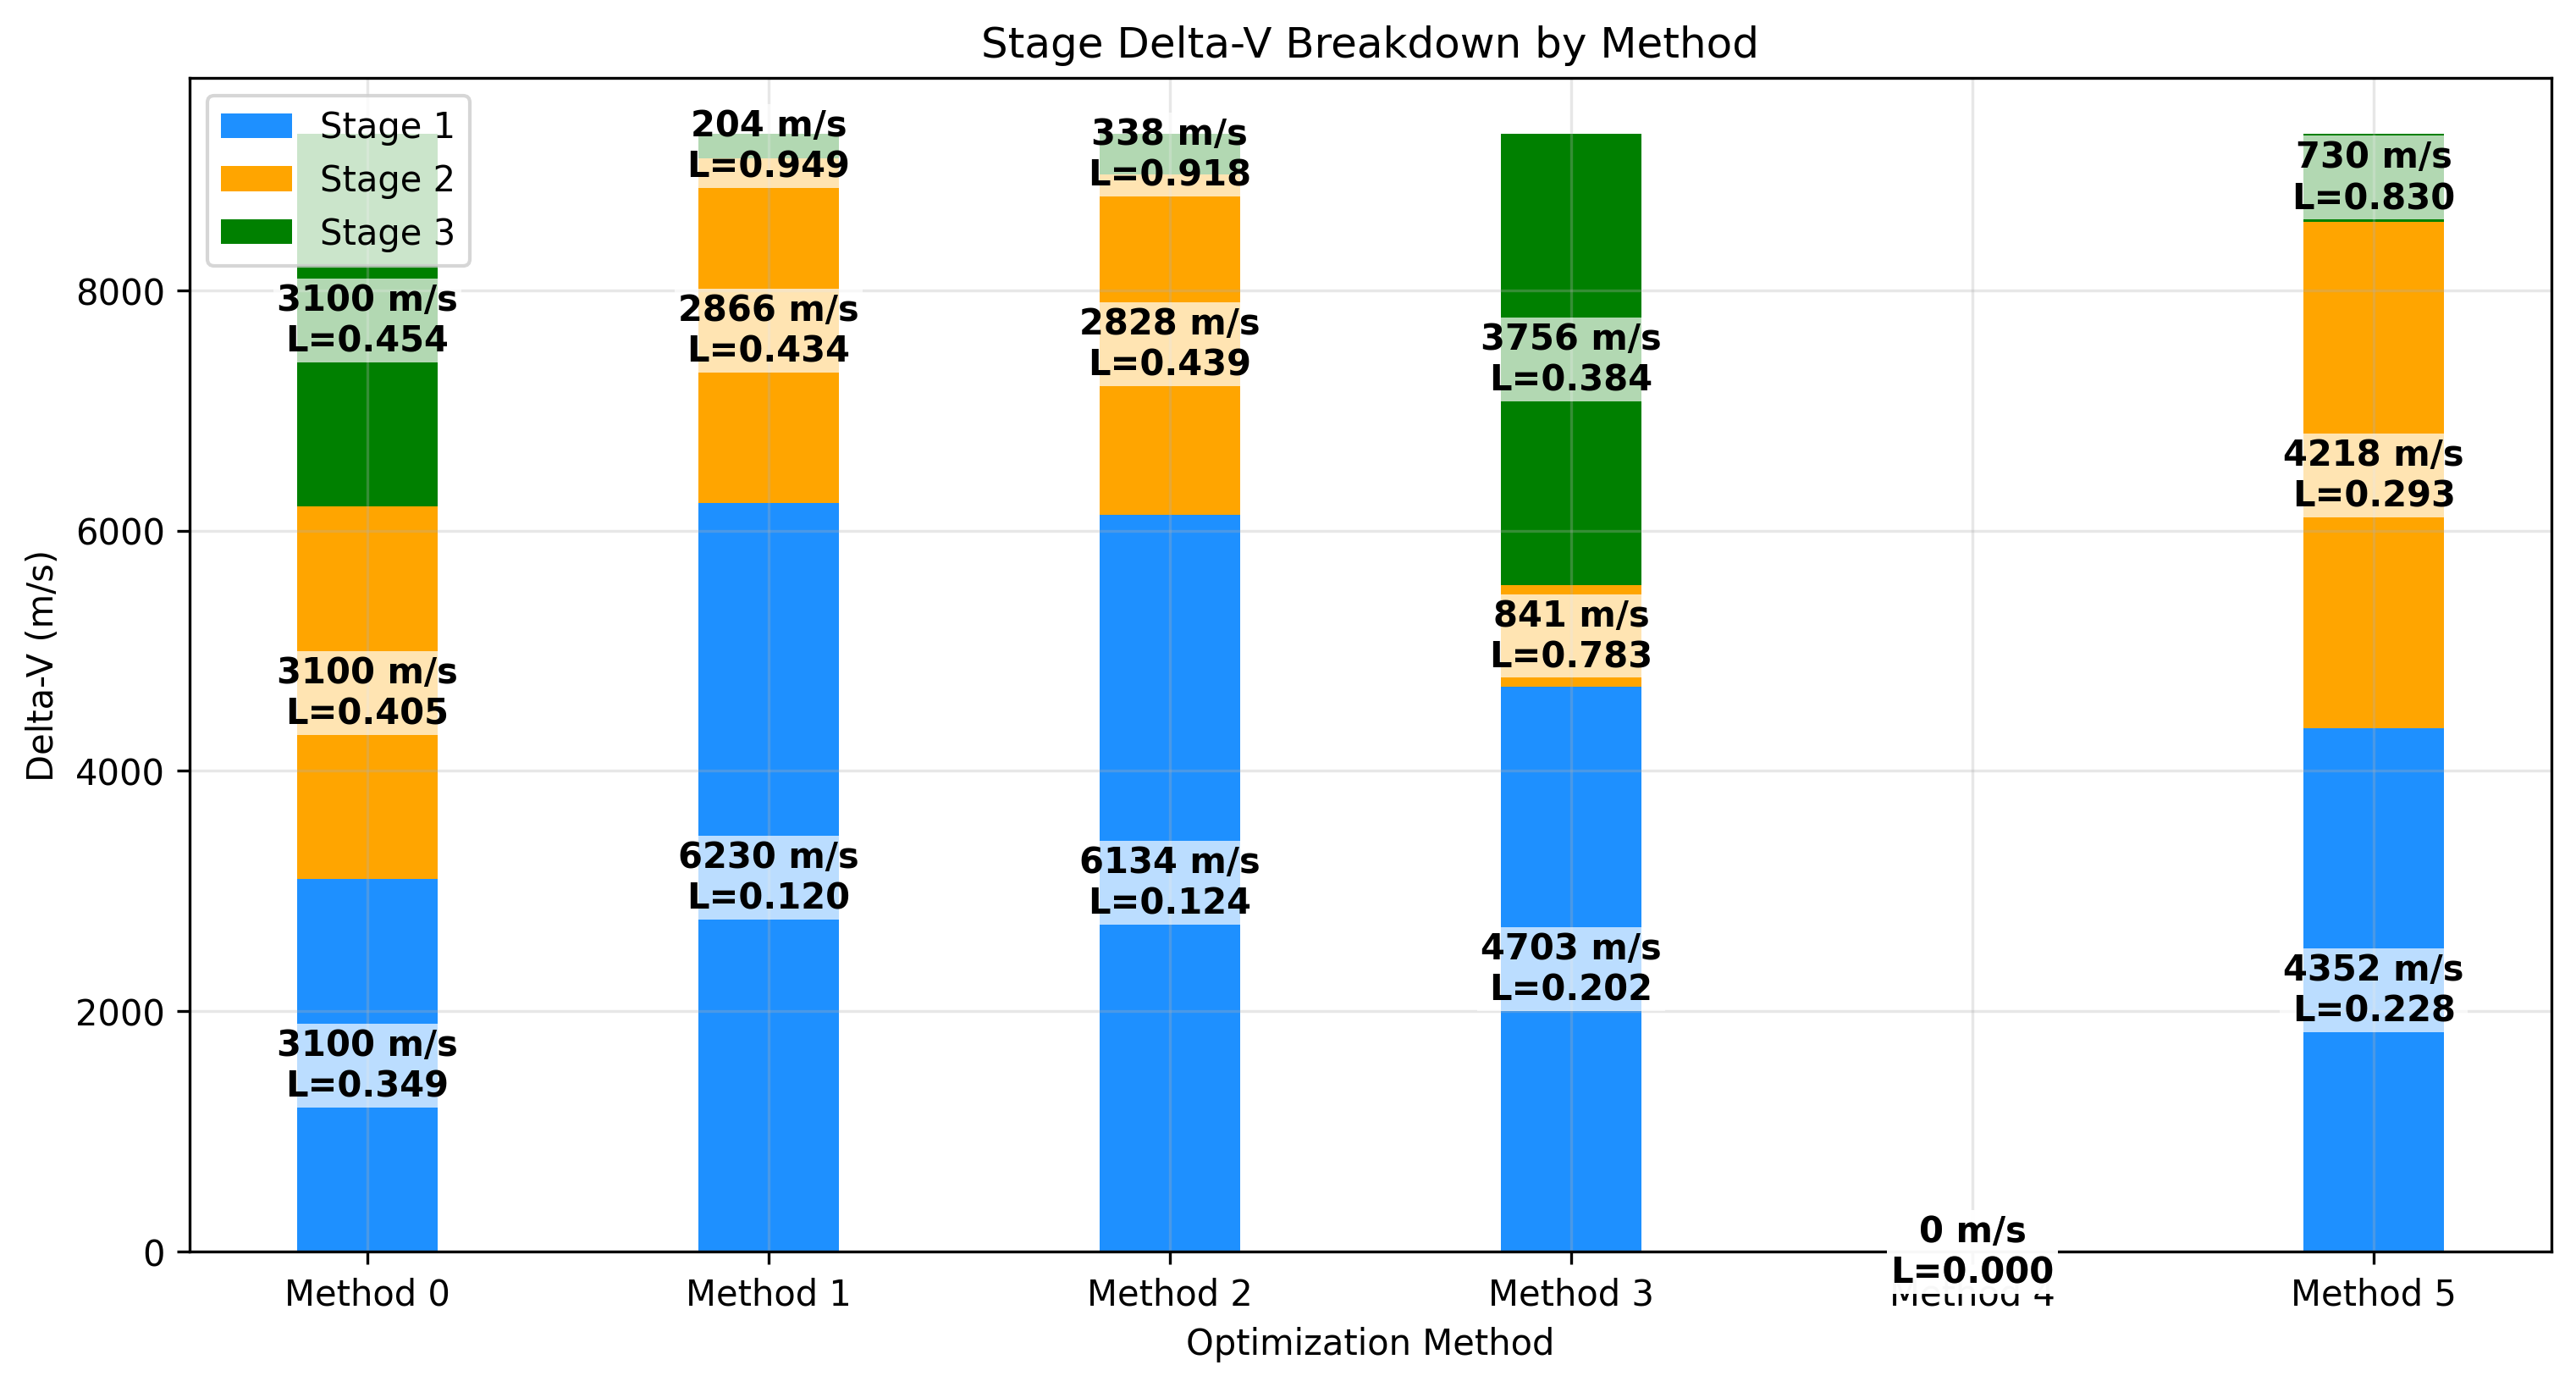 Stage Delta-V Breakdown by Method
Stage 1
Stage 2
Stage 3
Delta-V (m/s)
8000
6000
4000
2000
0
3100 m/s
L=0.454
3100 m/s
L=0.405
3100 m/s
L=0.349
204 m/s
L=0.949
2866 m/s
L=0.434
6230 m/s
L=0.120
338 m/s
L=0.918
2828 m/s
L=0.439
6134 m/s
L=0.124
3756 m/s
L=0.384
841 m/s
L=0.783
4703 m/s
L=0.202
0 m/s
L=0.000
730 m/s
L=0.830
4218 m/s
L=0.293
4352 m/s
L=0.228
Method 0
Method 1
Method 2
Method 3
Method 4
Method 5
Optimization Method